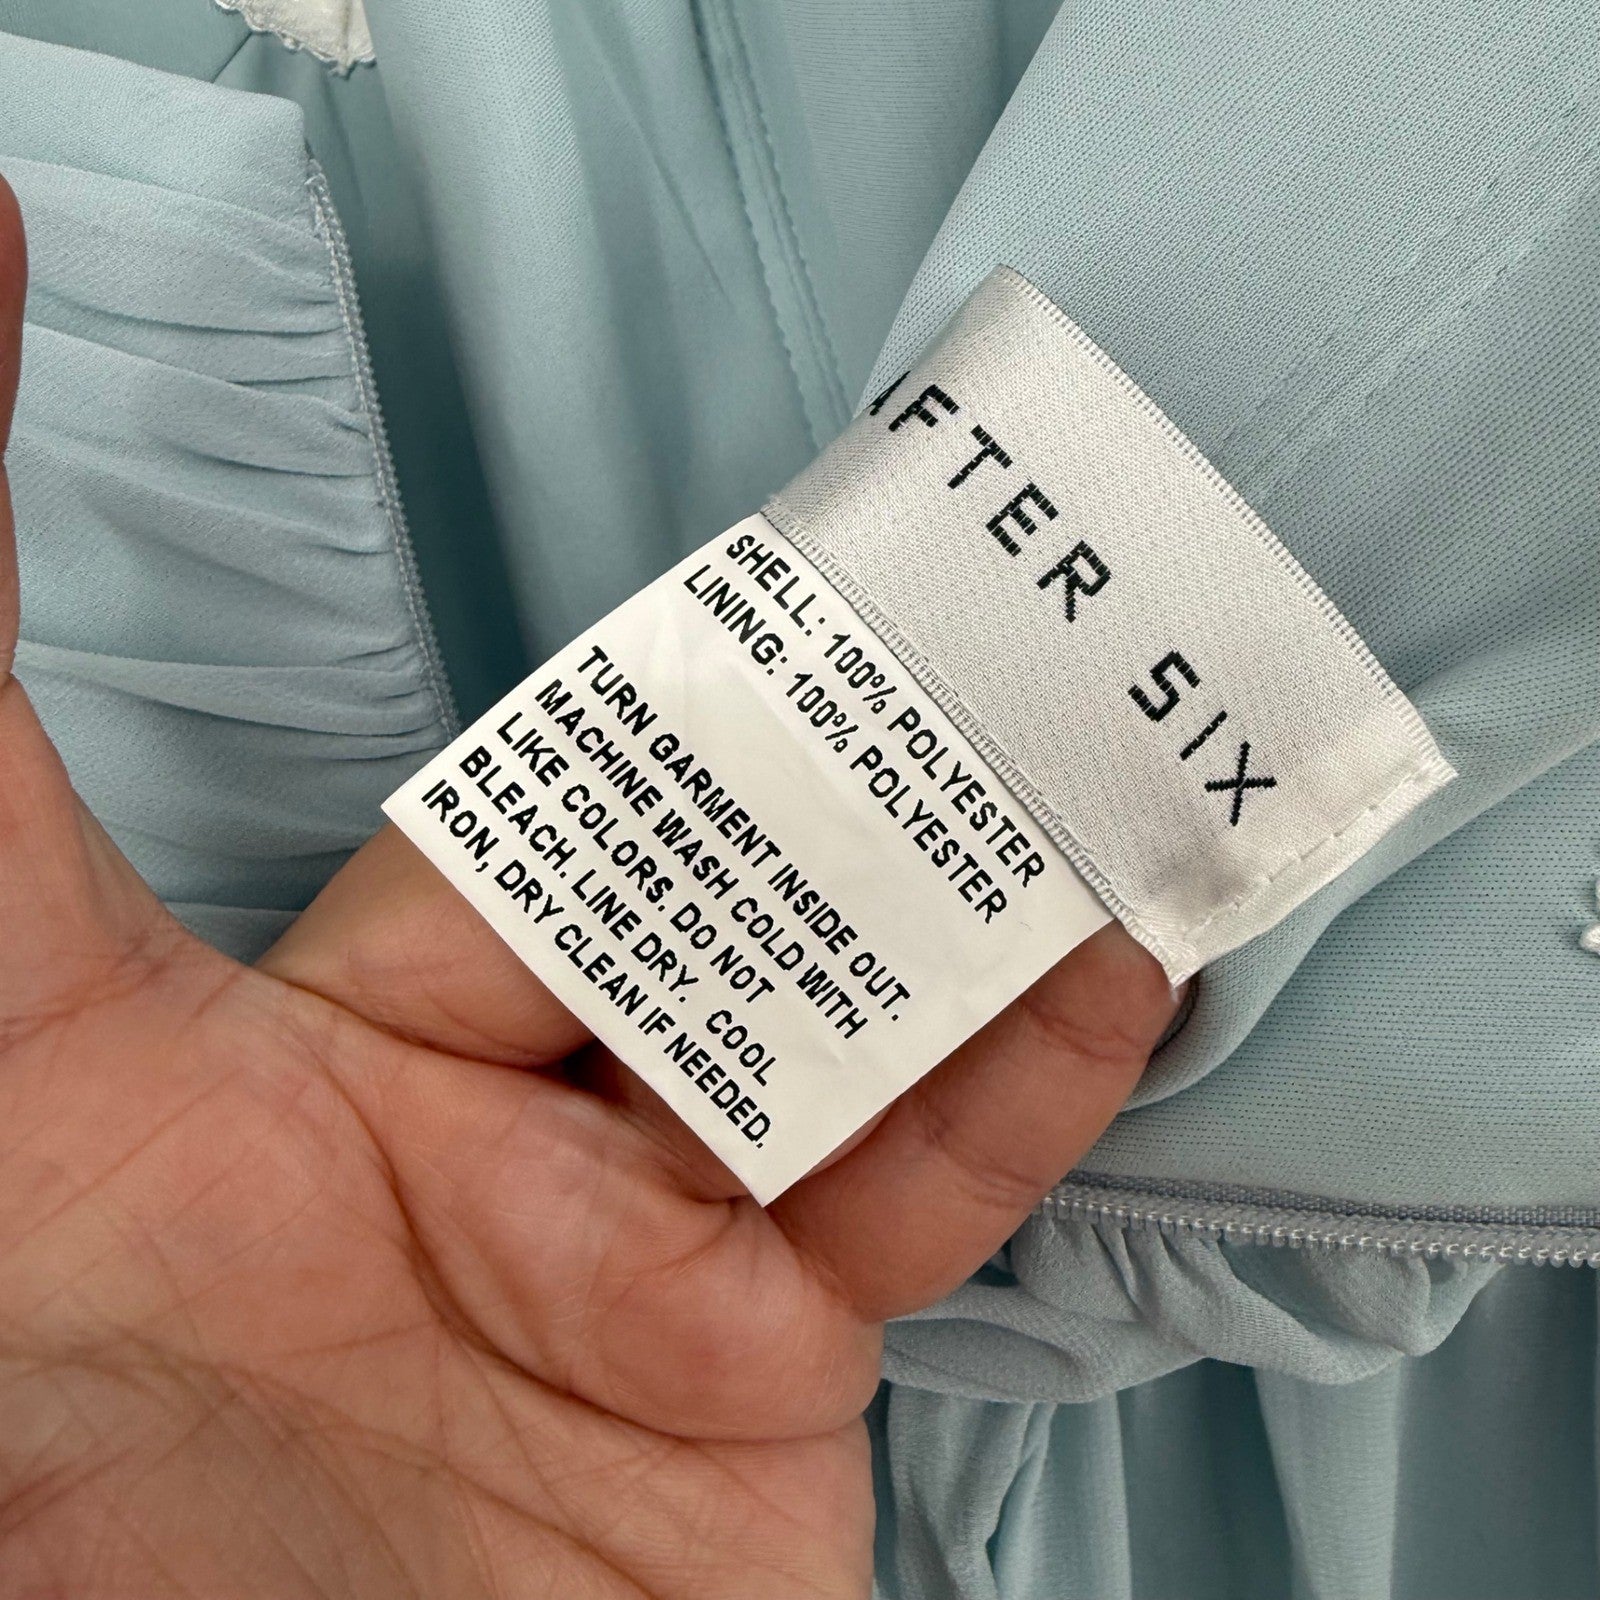 AFTER SIX
SHELL: 100% POLYESTER
LINING: 100% POLYESTER
TURN GARMENT INSIDE OUT.
MACHINE WASH COLD WITH
LIKE COLORS. DO NOT
BLEACH. LINE DRY. COOL
IRON, DRY CLEAN IF NEEDED.